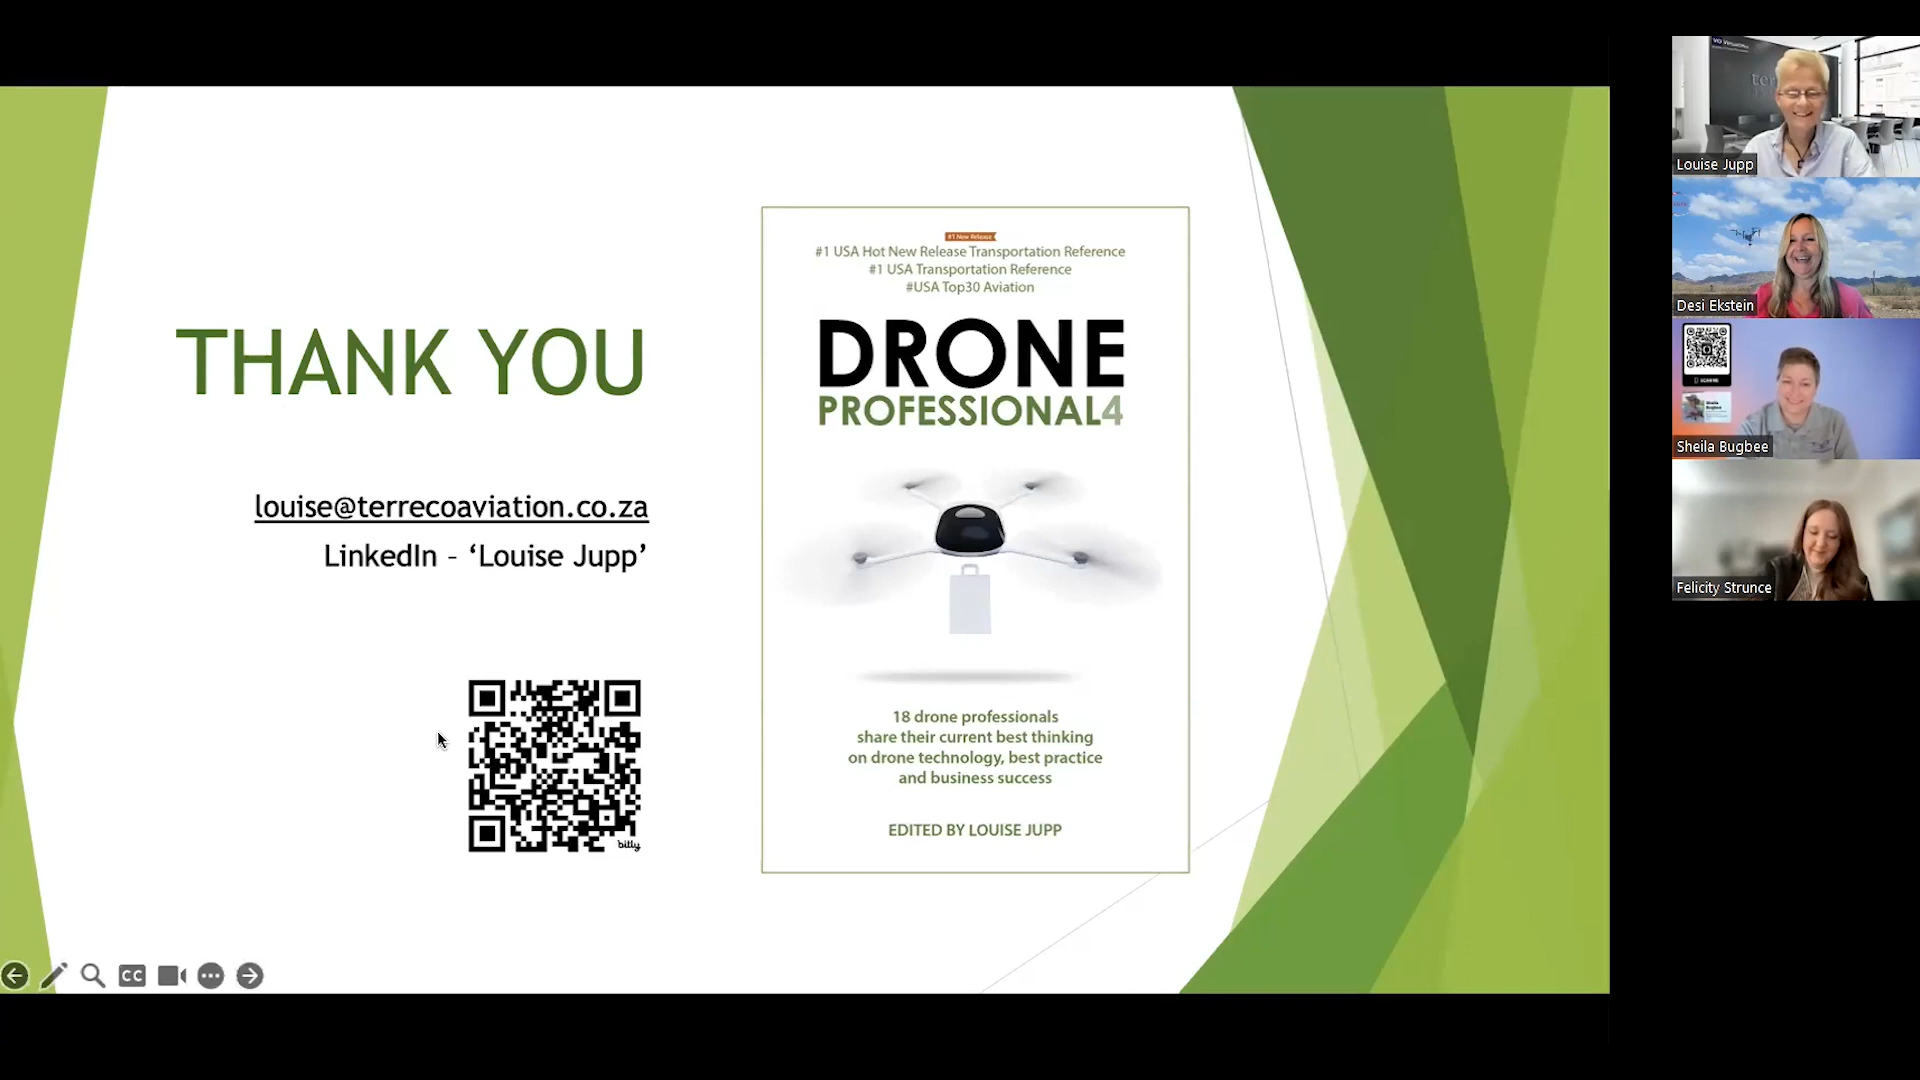 THANK YOU
louise@terrecoaviation.co.za
LinkedIn – ‘Louise Jupp’
bitly
#1 New Release
#1 USA Hot New Release Transportation Reference
#1 USA Transportation Reference
#USA Top30 Aviation
DRONE
PROFESSIONAL4
18 drone professionals
share their current best thinking
on drone technology, best practice
and business success
EDITED BY LOUISE JUPP
CC
Louise Jupp
Desi Ekstein
Sheila Bugbee
Felicity Strunce